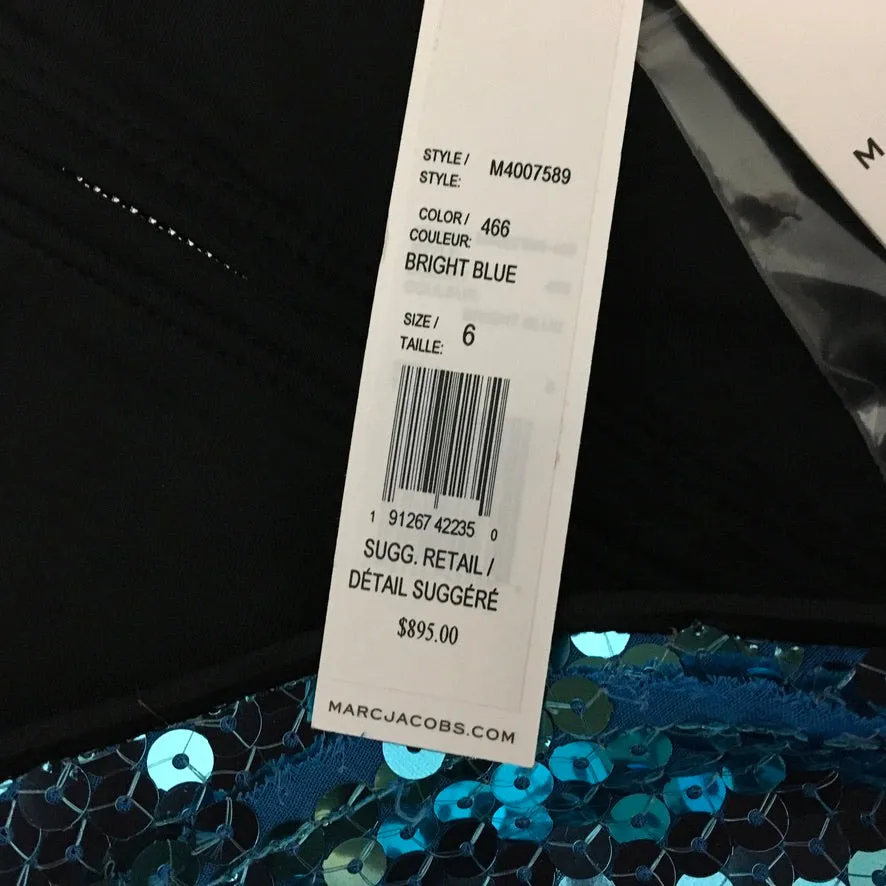 STYLE / M4007589
STYLE:
COLOR / 466
COULEUR:
BRIGHT BLUE
SIZE / 6
TAILLE:
1 91267 42235 0
SUGG. RETAIL /
DÉTAIL SUGGÉRÉ
$895.00
MARCJACOBS.COM
M